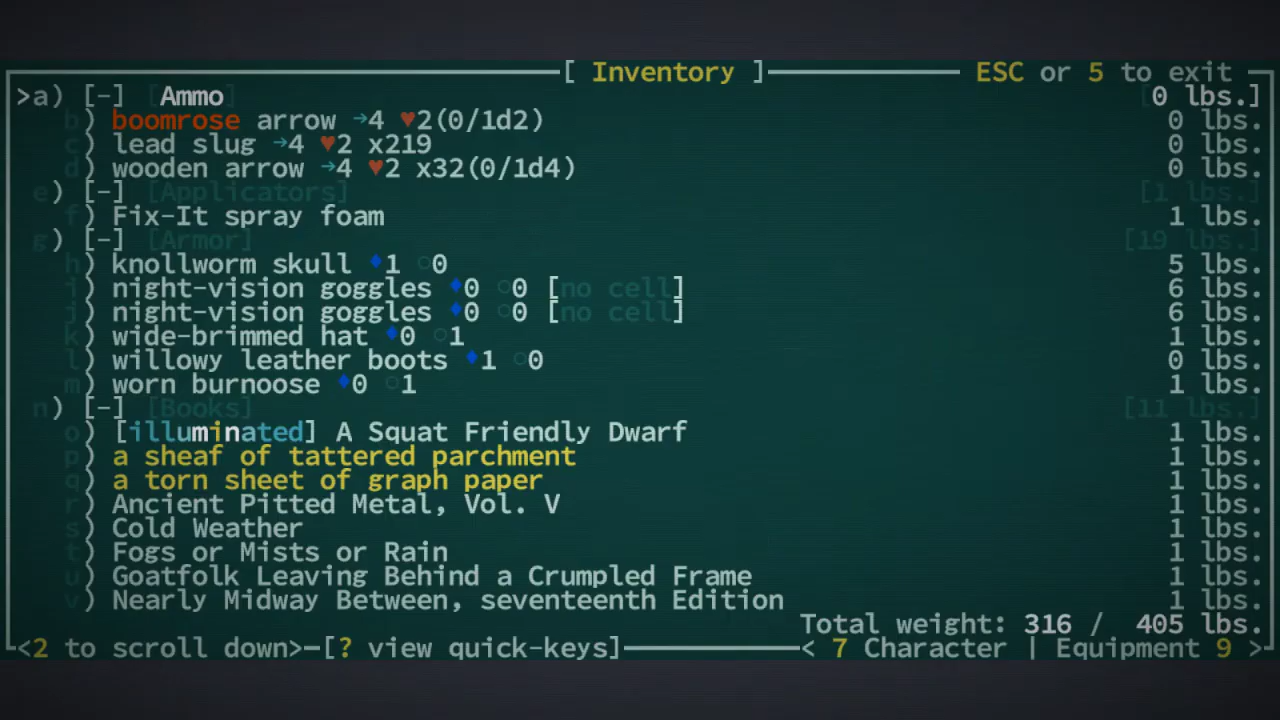 [ Inventory ] ESC or 5 to exit
>a) [-] [Ammo] [0 lbs.]
b) boomrose arrow →4 ♥2(0/1d2) 0 lbs.
c) lead slug →4 ♥2 x219 0 lbs.
d) wooden arrow →4 ♥2 x32(0/1d4) 0 lbs.
e) [-] [Applicators] [1 lbs.]
f) Fix-It spray foam 1 lbs.
g) [-] [Armor] [19 lbs.]
h) knollworm skull ♦1 ○0 5 lbs.
i) night-vision goggles ♦0 ○0 [no cell] 6 lbs.
j) night-vision goggles ♦0 ○0 [no cell] 6 lbs.
k) wide-brimmed hat ♦0 ○1 1 lbs.
l) willowy leather boots ♦1 ○0 0 lbs.
m) worn burnoose ♦0 ○1 1 lbs.
n) [-] [Books] [11 lbs.]
o) [illuminated] A Squat Friendly Dwarf 1 lbs.
p) a sheaf of tattered parchment 1 lbs.
q) a torn sheet of graph paper 1 lbs.
r) Ancient Pitted Metal, Vol. V 1 lbs.
s) Cold Weather 1 lbs.
t) Fogs or Mists or Rain 1 lbs.
u) Goatfolk Leaving Behind a Crumpled Frame 1 lbs.
v) Nearly Midway Between, seventeenth Edition 1 lbs.
Total weight: 316 / 405 lbs.
<2 to scroll down> [? view quick-keys] < 7 Character | Equipment 9 >